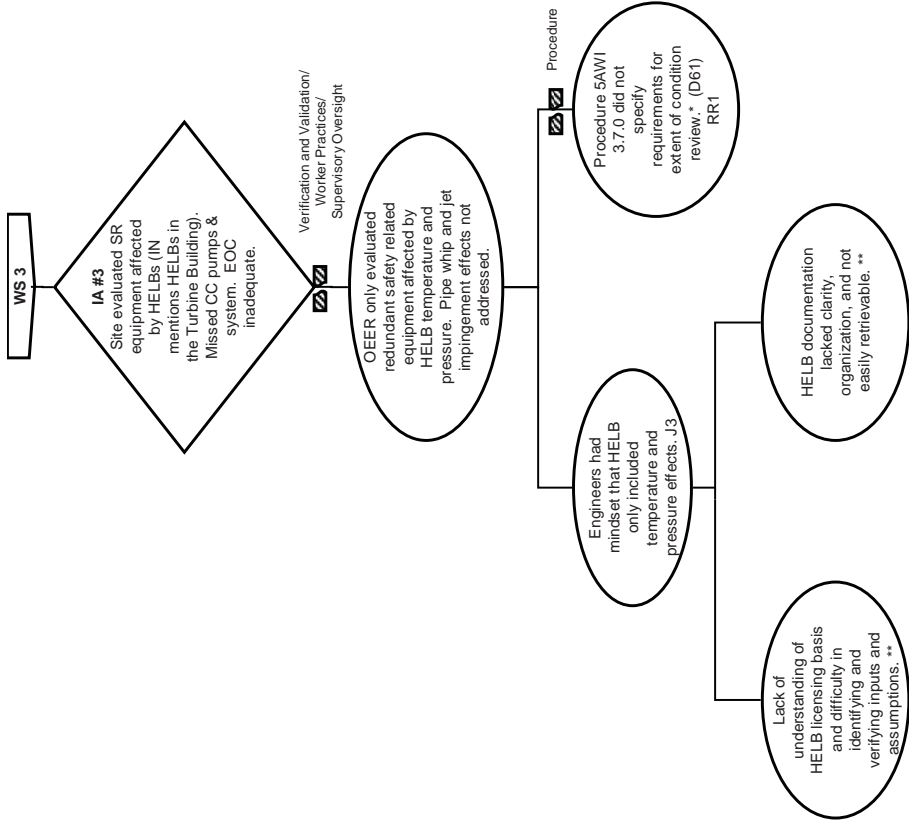 WS 3
IA #3
Site evaluated SR
equipment affected
by HELBs (IN
mentions HELBs in
the Turbine Building).
Missed CC pumps &
system. EOC
inadequate.
Verification and Validation/
Worker Practices/
Supervisory Oversight
OEER only evaluated
redundant safety related
equipment affected by
HELB temperature and
pressure. Pipe whip and jet
impingement effects not
addressed.
Engineers had
mindset that HELB
only included
temperature and
pressure effects. J3
Procedure
Procedure 5AWI
3.7.0 did not
specify
requirements for
extent of condition
review.* (D61)
RR1
Lack of
understanding of
HELB licensing basis
and difficulty in
identifying and
verifying inputs and
assumptions. **
HELB documentation
lacked clarity,
organization, and not
easily retrievable. **